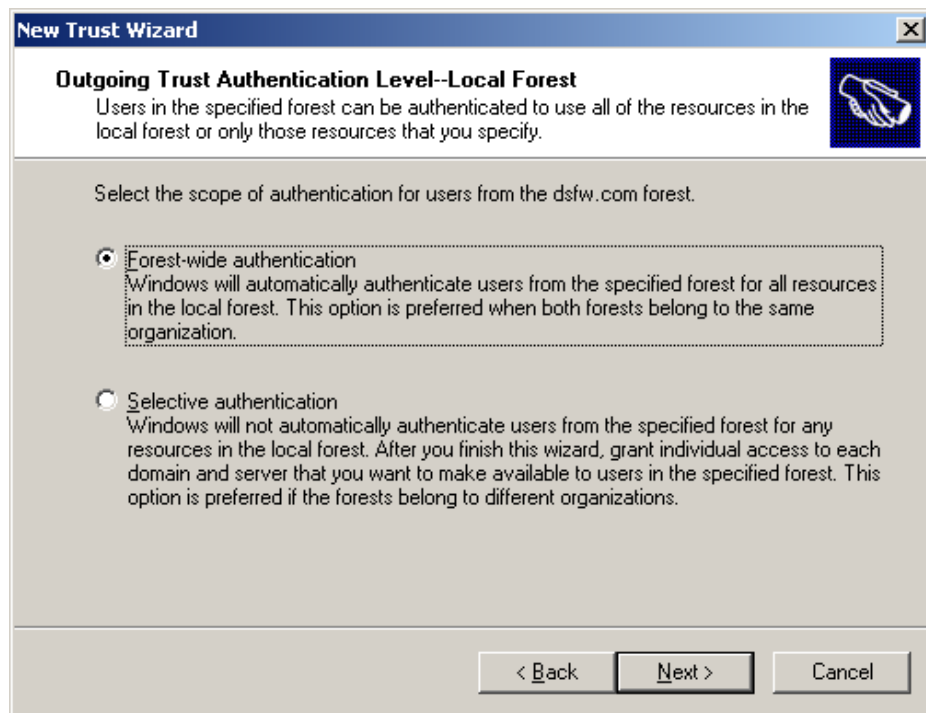 New Trust Wizard
Outgoing Trust Authentication Level--Local Forest
Users in the specified forest can be authenticated to use all of the resources in the
local forest or only those resources that you specify.
Select the scope of authentication for users from the dsfw.com forest.
Forest-wide authentication
Windows will automatically authenticate users from the specified forest for all resources
in the local forest. This option is preferred when both forests belong to the same
organization.
Selective authentication
Windows will not automatically authenticate users from the specified forest for any
resources in the local forest. After you finish this wizard, grant individual access to each
domain and server that you want to make available to users in the specified forest. This
option is preferred if the forests belong to different organizations.
< Back Next > Cancel